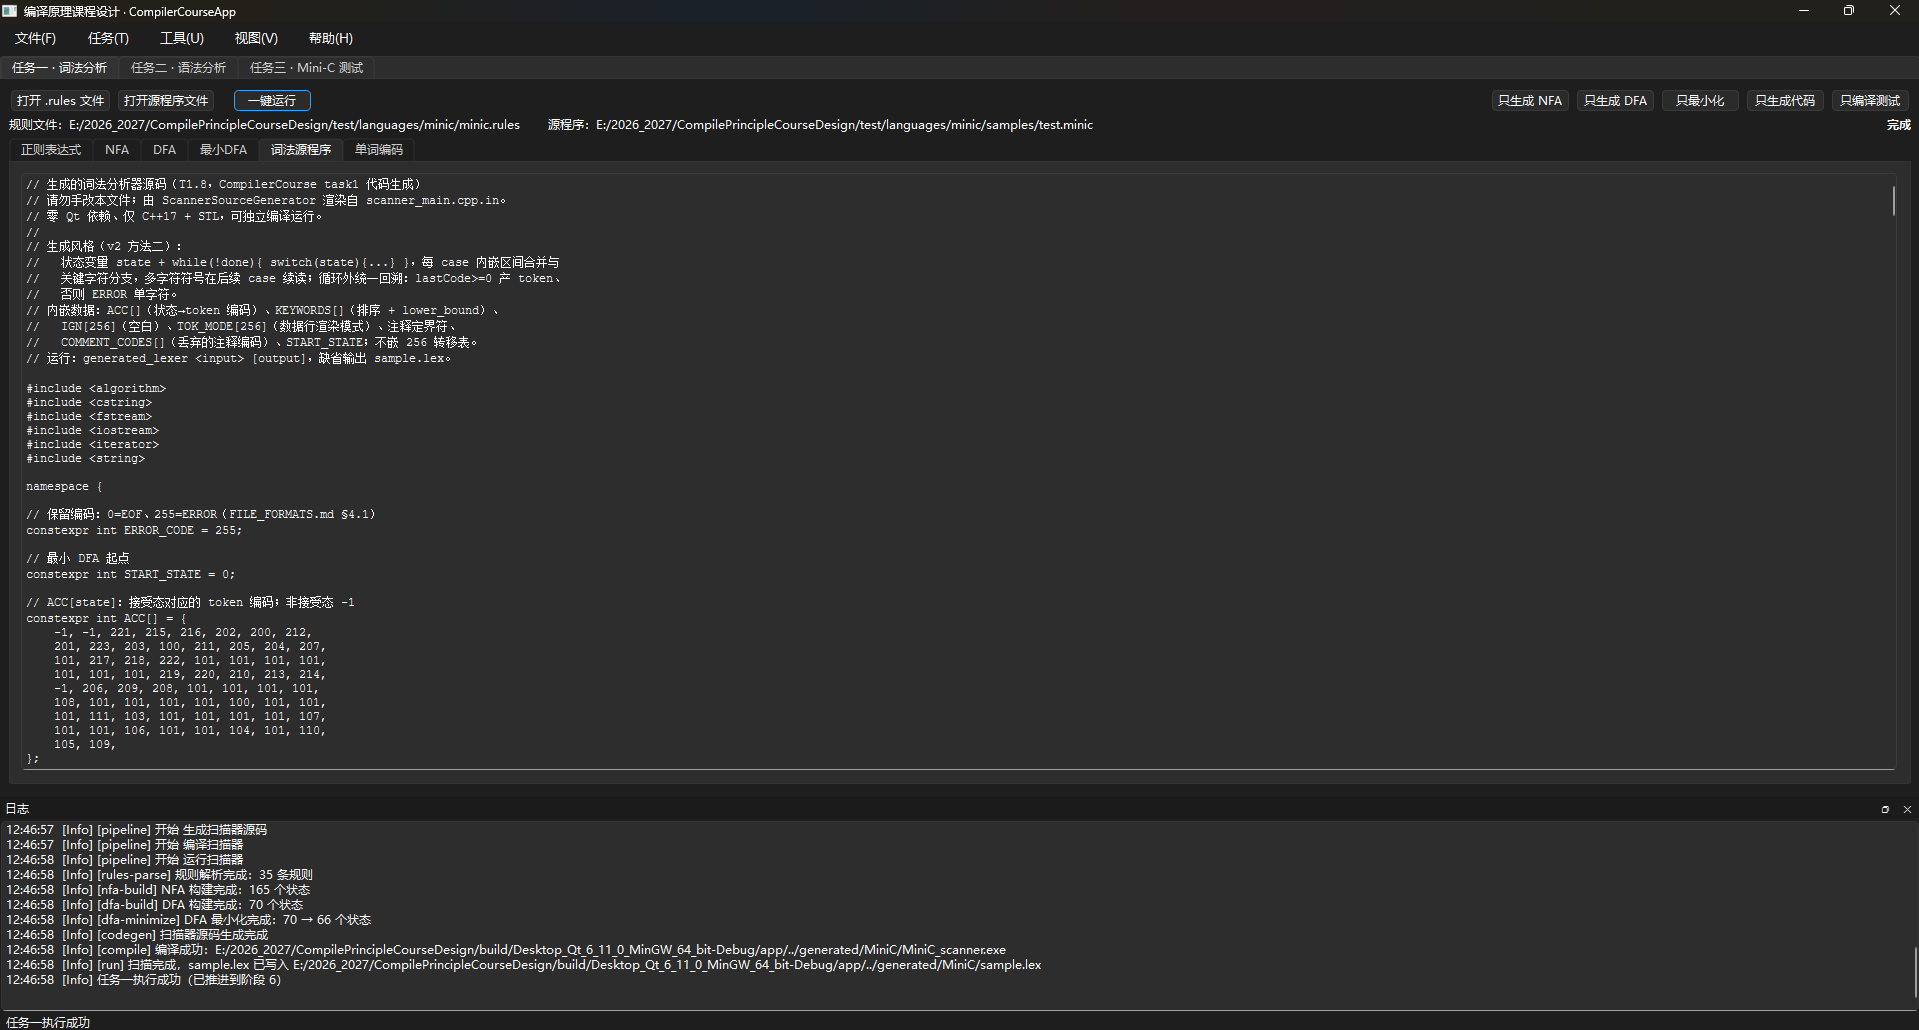 编译原理课程设计 · CompilerCourseApp
文件(F) 任务(T) 工具(U) 视图(V) 帮助(H)
任务一 · 词法分析 任务二 · 语法分析 任务三 · Mini-C 测试
打开 .rules 文件 打开源程序文件 一键运行 只生成 NFA 只生成 DFA 只最小化 只生成代码 只编译测试
规则文件：E:/2026_2027/CompilePrincipleCourseDesign/test/languages/minic/minic.rules 源程序：E:/2026_2027/CompilePrincipleCourseDesign/test/languages/minic/samples/test.minic 完成
正则表达式 NFA DFA 最小DFA 词法源程序 单词编码
// 生成的词法分析器源码（T1.8，CompilerCourse task1 代码生成）
// 请勿手改本文件；由 ScannerSourceGenerator 渲染自 scanner_main.cpp.in。
// 零 Qt 依赖、仅 C++17 + STL，可独立编译运行。
//
// 生成风格（v2 方法二）：
//   状态变量 state + while(!done){ switch(state){...} }，每 case 内嵌区间合并与
//   关键字符分支，多字符符号在后续 case 续读；循环外统一回溯：lastCode>=0 产 token、
//   否则 ERROR 单字符。
// 内嵌数据：ACC[]（状态→token 编码）、KEYWORDS[]（排序 + lower_bound）、
//   IGN[256]（空白）、TOK_MODE[256]（数据行渲染模式）、注释定界符、
//   COMMENT_CODES[]（丢弃的注释编码）、START_STATE；不嵌 256 转移表。
// 运行：generated_lexer <input> [output]，缺省输出 sample.lex。
#include <algorithm>
#include <cstring>
#include <fstream>
#include <iostream>
#include <iterator>
#include <string>
namespace {
// 保留编码：0=EOF、255=ERROR（FILE_FORMATS.md §4.1）
constexpr int ERROR_CODE = 255;
// 最小 DFA 起点
constexpr int START_STATE = 0;
// ACC[state]：接受态对应的 token 编码；非接受态 -1
constexpr int ACC[] = {
    -1, -1, 221, 215, 216, 202, 200, 212,
    201, 223, 203, 100, 211, 205, 204, 207,
    101, 217, 218, 222, 101, 101, 101, 101,
    101, 101, 101, 219, 220, 210, 213, 214,
    -1, 206, 209, 208, 101, 101, 101, 101,
    108, 101, 101, 101, 101, 100, 101, 101,
    101, 111, 103, 101, 101, 101, 101, 107,
    101, 101, 106, 101, 101, 104, 101, 110,
    105, 109,
};
日志
12:46:57 [Info] [pipeline] 开始 生成扫描器源码
12:46:57 [Info] [pipeline] 开始 编译扫描器
12:46:58 [Info] [pipeline] 开始 运行扫描器
12:46:58 [Info] [rules-parse] 规则解析完成：35 条规则
12:46:58 [Info] [nfa-build] NFA 构建完成：165 个状态
12:46:58 [Info] [dfa-build] DFA 构建完成：70 个状态
12:46:58 [Info] [dfa-minimize] DFA 最小化完成：70 → 66 个状态
12:46:58 [Info] [codegen] 扫描器源码生成完成
12:46:58 [Info] [compile] 编译成功：E:/2026_2027/CompilePrincipleCourseDesign/build/Desktop_Qt_6_11_0_MinGW_64_bit-Debug/app/../generated/MiniC/MiniC_scanner.exe
12:46:58 [Info] [run] 扫描完成，sample.lex 已写入 E:/2026_2027/CompilePrincipleCourseDesign/build/Desktop_Qt_6_11_0_MinGW_64_bit-Debug/app/../generated/MiniC/sample.lex
12:46:58 [Info] 任务一执行成功（已推进到阶段 6）
任务一执行成功